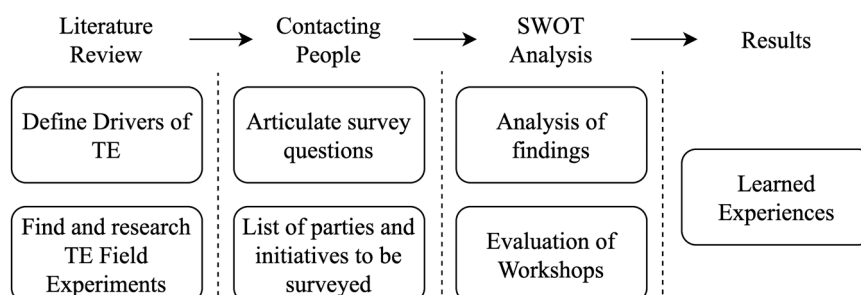 Literature
Review
Contacting
People
SWOT
Analysis
Results
Define Drivers of
TE
Articulate survey
questions
Analysis of
findings
Learned
Experiences
Find and research
TE Field
Experiments
List of parties and
initiatives to be
surveyed
Evaluation of
Workshops